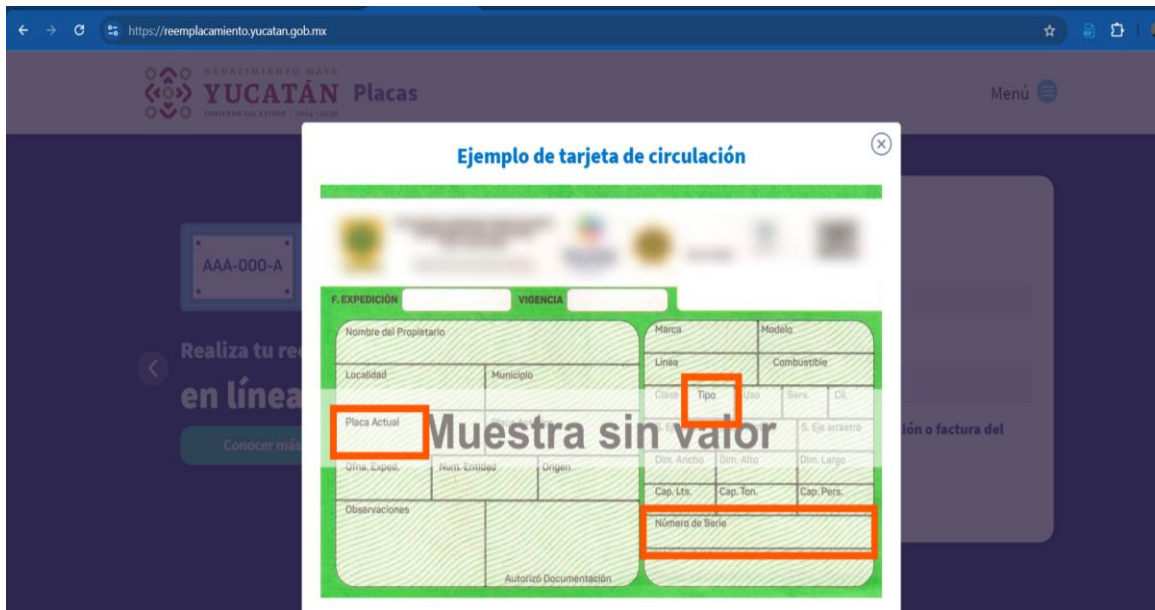 https://reemplacamiento.yucatan.gob.mx
RENACIMIENTO MAYA
YUCATÁN Placas
GOBIERNO DEL ESTADO / 2024 - 2030
Menú
Ejemplo de tarjeta de circulación
AAA-000-A
F. EXPEDICIÓN
VIGENCIA
Nombre del Propietario
Marca
Modelo
Realiza tu
Linea
Combustible
en línea
Localidad
Municipio
Clase
Tipo
Uso
Serv.
Cil.
Placa Actual
Muestra sin valor
S. Eje arrastre
ión o factura del
Conocer más
Ofna. Exped.
Num. Entidad
Origen
Dim. Ancho
Dim. Alto
Dim. Largo
Cap. Lts.
Cap. Ton.
Cap. Pers.
Observaciones
Número de Serie
Autorizó Documentación